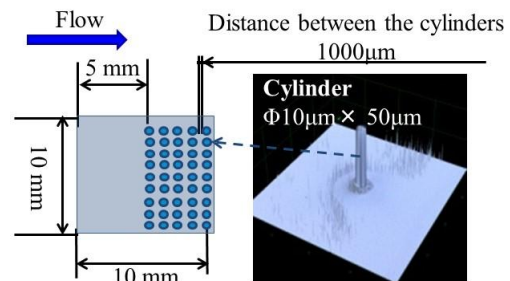 Flow
Distance between the cylinders
1000μm
5 mm
Cylinder
Φ10μm× 50μm
10 mm
10 mm